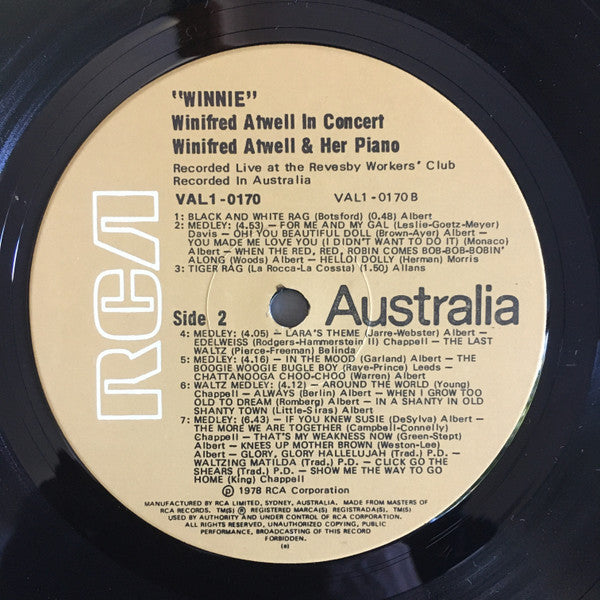 "WINNIE"
Winifred Atwell In Concert
Winifred Atwell & Her Piano
Recorded Live at the Revesby Workers' Club
Recorded In Australia
VAL1-0170 VAL1-0170B
1: BLACK AND WHITE RAG (Botsford) (0.48) Albert
2: MEDLEY: (4.53) - FOR ME AND MY GAL (Leslie-Goetz-Meyer)
Davis - OH! YOU BEAUTIFUL DOLL (Brown-Ayer) Albert -
YOU MADE ME LOVE YOU (I DIDN'T WANT TO DO IT) (Monaco)
Albert - WHEN THE RED, RED, ROBIN COMES BOB-BOB-BOBIN'
ALONG (Woods) Albert - HELLO! DOLLY (Herman) Morris
3: TIGER RAG (La Rocca-La Cossta) (1.50) Allans
RCA
Side 2
Australia
4: MEDLEY: (4.05) - LARA'S THEME (Jarre-Webster) Albert -
EDELWEISS (Rodgers-Hammerstein II) Chappell - THE LAST
WALTZ (Pierce-Freeman) Belinda
5: MEDLEY: (4.16) - IN THE MOOD (Garland) Albert - THE
BOOGIE WOOGIE BUGLE BOY (Raye-Prince) Leeds -
CHATTANOOGA CHOO-CHOO (Warren) Albert
6: WALTZ MEDLEY: (4.12) - AROUND THE WORLD (Young)
Chappell - ALWAYS (Berlin) Albert - WHEN I GROW TOO
OLD TO DREAM (Romberg) Albert - IN A SHANTY IN OLD
SHANTY TOWN (Little-Siras) Albert
7: MEDLEY: (6.43) - IF YOU KNEW SUSIE (DeSylva) Albert -
THE MORE WE ARE TOGETHER (Campbell-Connelly)
Chappell - THAT'S MY WEAKNESS NOW (Green-Stept)
Albert - KNEES UP MOTHER BROWN (Weston-Lee)
Albert - GLORY, GLORY HALLELUJAH (Trad.) P.D. -
WALTZING MATILDA (Trad.) P.D. - CLICK GO THE
SHEARS (Trad.) P.D. - SHOW ME THE WAY TO GO
HOME (King) Chappell
℗ 1978 RCA Corporation
MANUFACTURED BY RCA LIMITED, SYDNEY, AUSTRALIA. MADE FROM MASTERS OF
RCA RECORDS. TM(S) ® REGISTERED MARCA(S) REGISTRADA(S). TM(S)
USED BY AUTHORITY AND UNDER CONTROL OF RCA CORPORATION.
ALL RIGHTS RESERVED, UNAUTHORIZED COPYING, PUBLIC
PERFORMANCE, BROADCASTING OF THIS RECORD
FORBIDDEN.